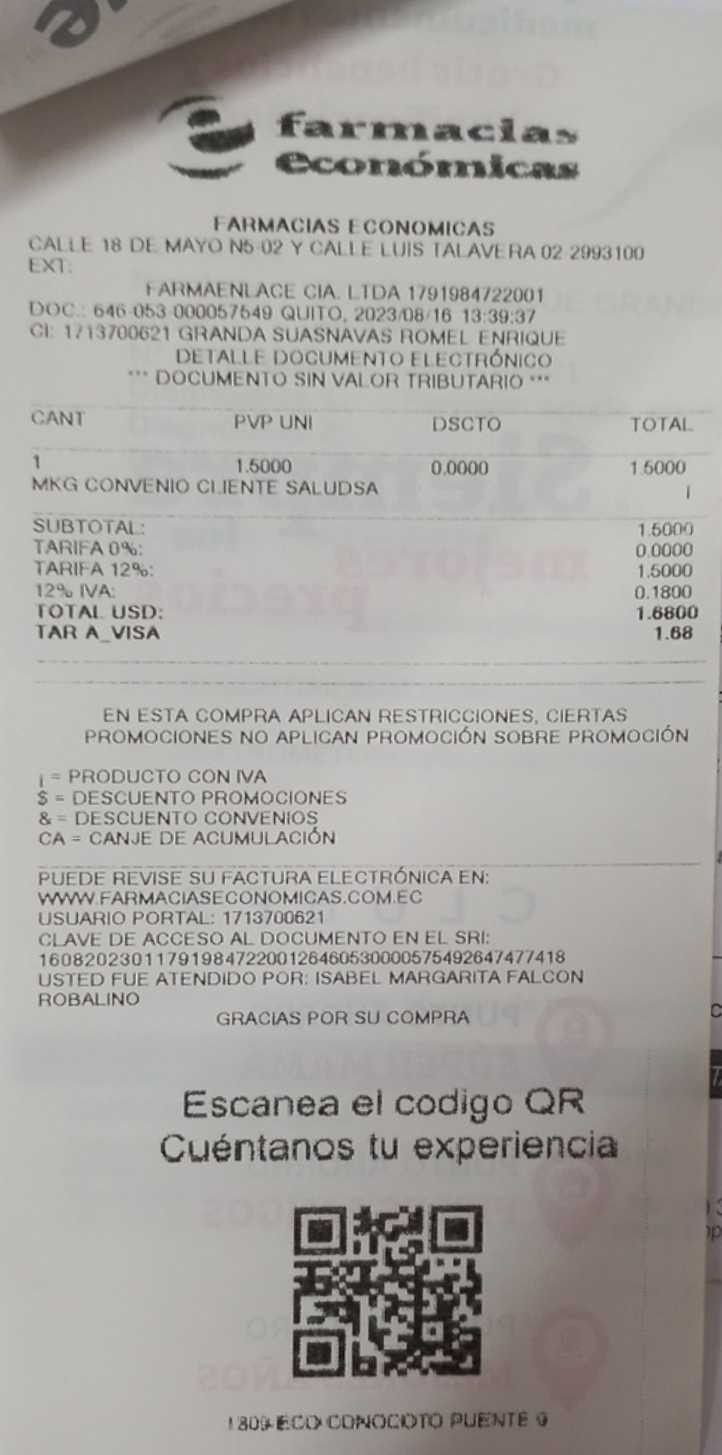 farmacias
económicas
FARMACIAS ECONOMICAS
CALLE 18 DE MAYO N5-02 Y CALLE LUIS TALAVERA 02-2993100
EXT:
FARMAENLACE CIA. LTDA 1791984722001
DOC.: 646-053-000057549 QUITO, 2023/08/16 13:39:37
CI: 1713700621 GRANDA SUASNAVAS ROMEL ENRIQUE
DETALLE DOCUMENTO ELECTRÓNICO
*** DOCUMENTO SIN VALOR TRIBUTARIO ***
CANT PVP UNI DSCTO TOTAL
1 1.5000 0.0000 1.5000
MKG CONVENIO CLIENTE SALUDSA ¡
SUBTOTAL: 1.5000
TARIFA 0%: 0.0000
TARIFA 12%: 1.5000
12% IVA: 0.1800
TOTAL USD: 1.6800
TAR A_VISA 1.68
EN ESTA COMPRA APLICAN RESTRICCIONES, CIERTAS
PROMOCIONES NO APLICAN PROMOCIÓN SOBRE PROMOCIÓN
¡ = PRODUCTO CON IVA
$ = DESCUENTO PROMOCIONES
& = DESCUENTO CONVENIOS
CA = CANJE DE ACUMULACIÓN
PUEDE REVISE SU FACTURA ELECTRÓNICA EN:
WWW.FARMACIASECONOMICAS.COM.EC
USUARIO PORTAL: 1713700621
CLAVE DE ACCESO AL DOCUMENTO EN EL SRI:
1608202301179198472200126460530000575492647477418
USTED FUE ATENDIDO POR: ISABEL MARGARITA FALCON
ROBALINO
GRACIAS POR SU COMPRA
Escanea el codigo QR
Cuéntanos tu experiencia
1809-ECO CONOCOTO PUENTE 9